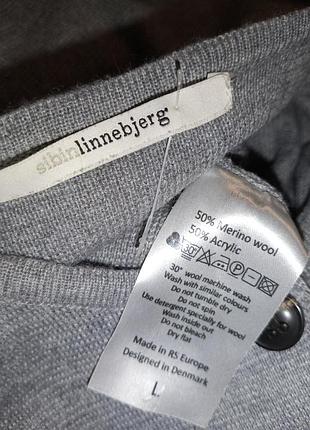 sibinlinnebjerg
50% Merino wool
50% Acrylic
30°
P
30° wool machine wash
Wash with similar colours
Do not tumble dry
Do not spin
Use detergent specially for wool
Wash inside out
Do not bleach
Dry flat
Made in RS Europe
Designed in Denmark
L